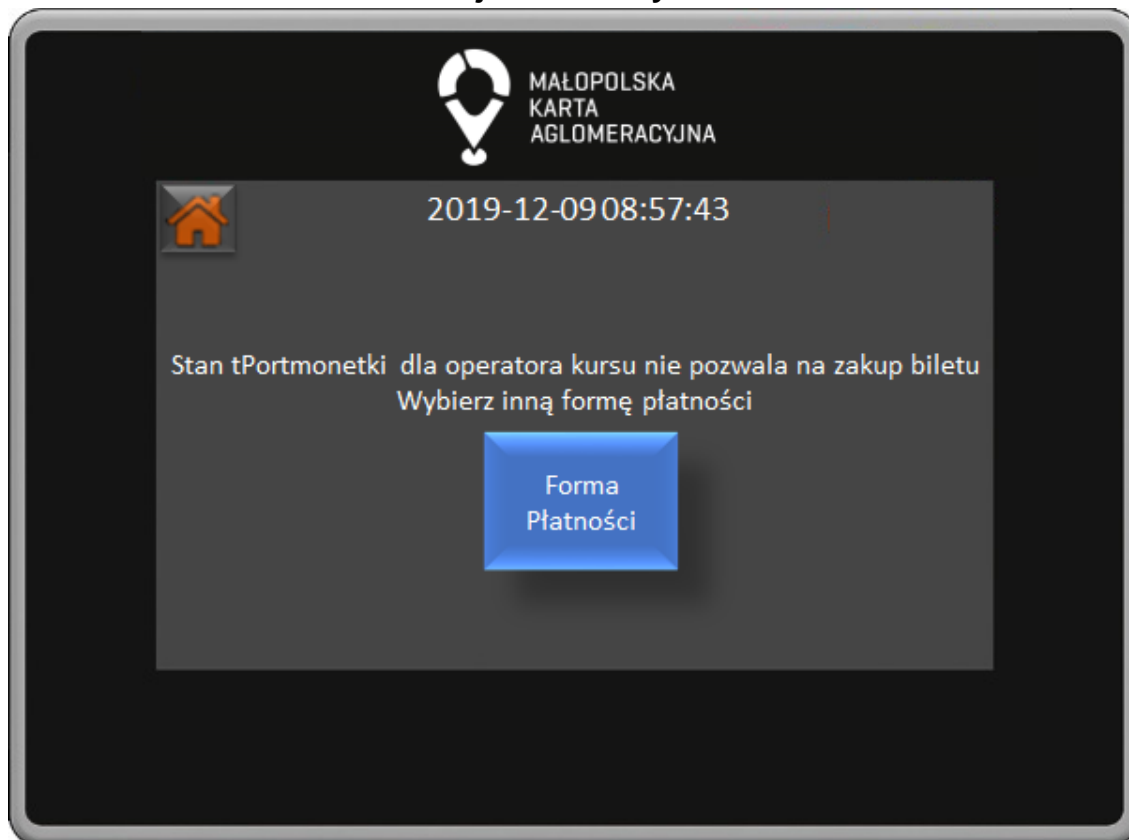 MAŁOPOLSKA
KARTA
AGLOMERACYJNA
2019-12-09 08:57:43
Stan tPortmonetki dla operatora kursu nie pozwala na zakup biletu
Wybierz inną formę płatności
Forma
Płatności